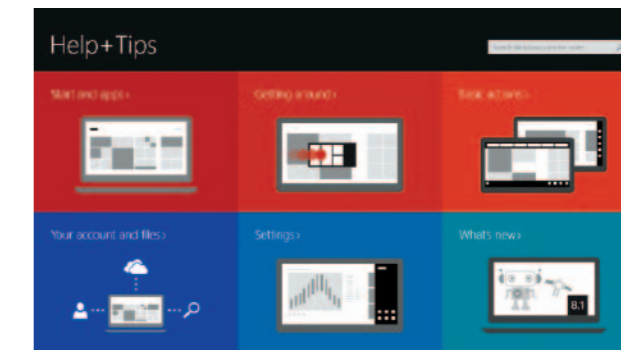 Help+Tips
Start and apps›
Getting around›
Basic actions›
Your account and files›
Settings›
What's new›
8.1